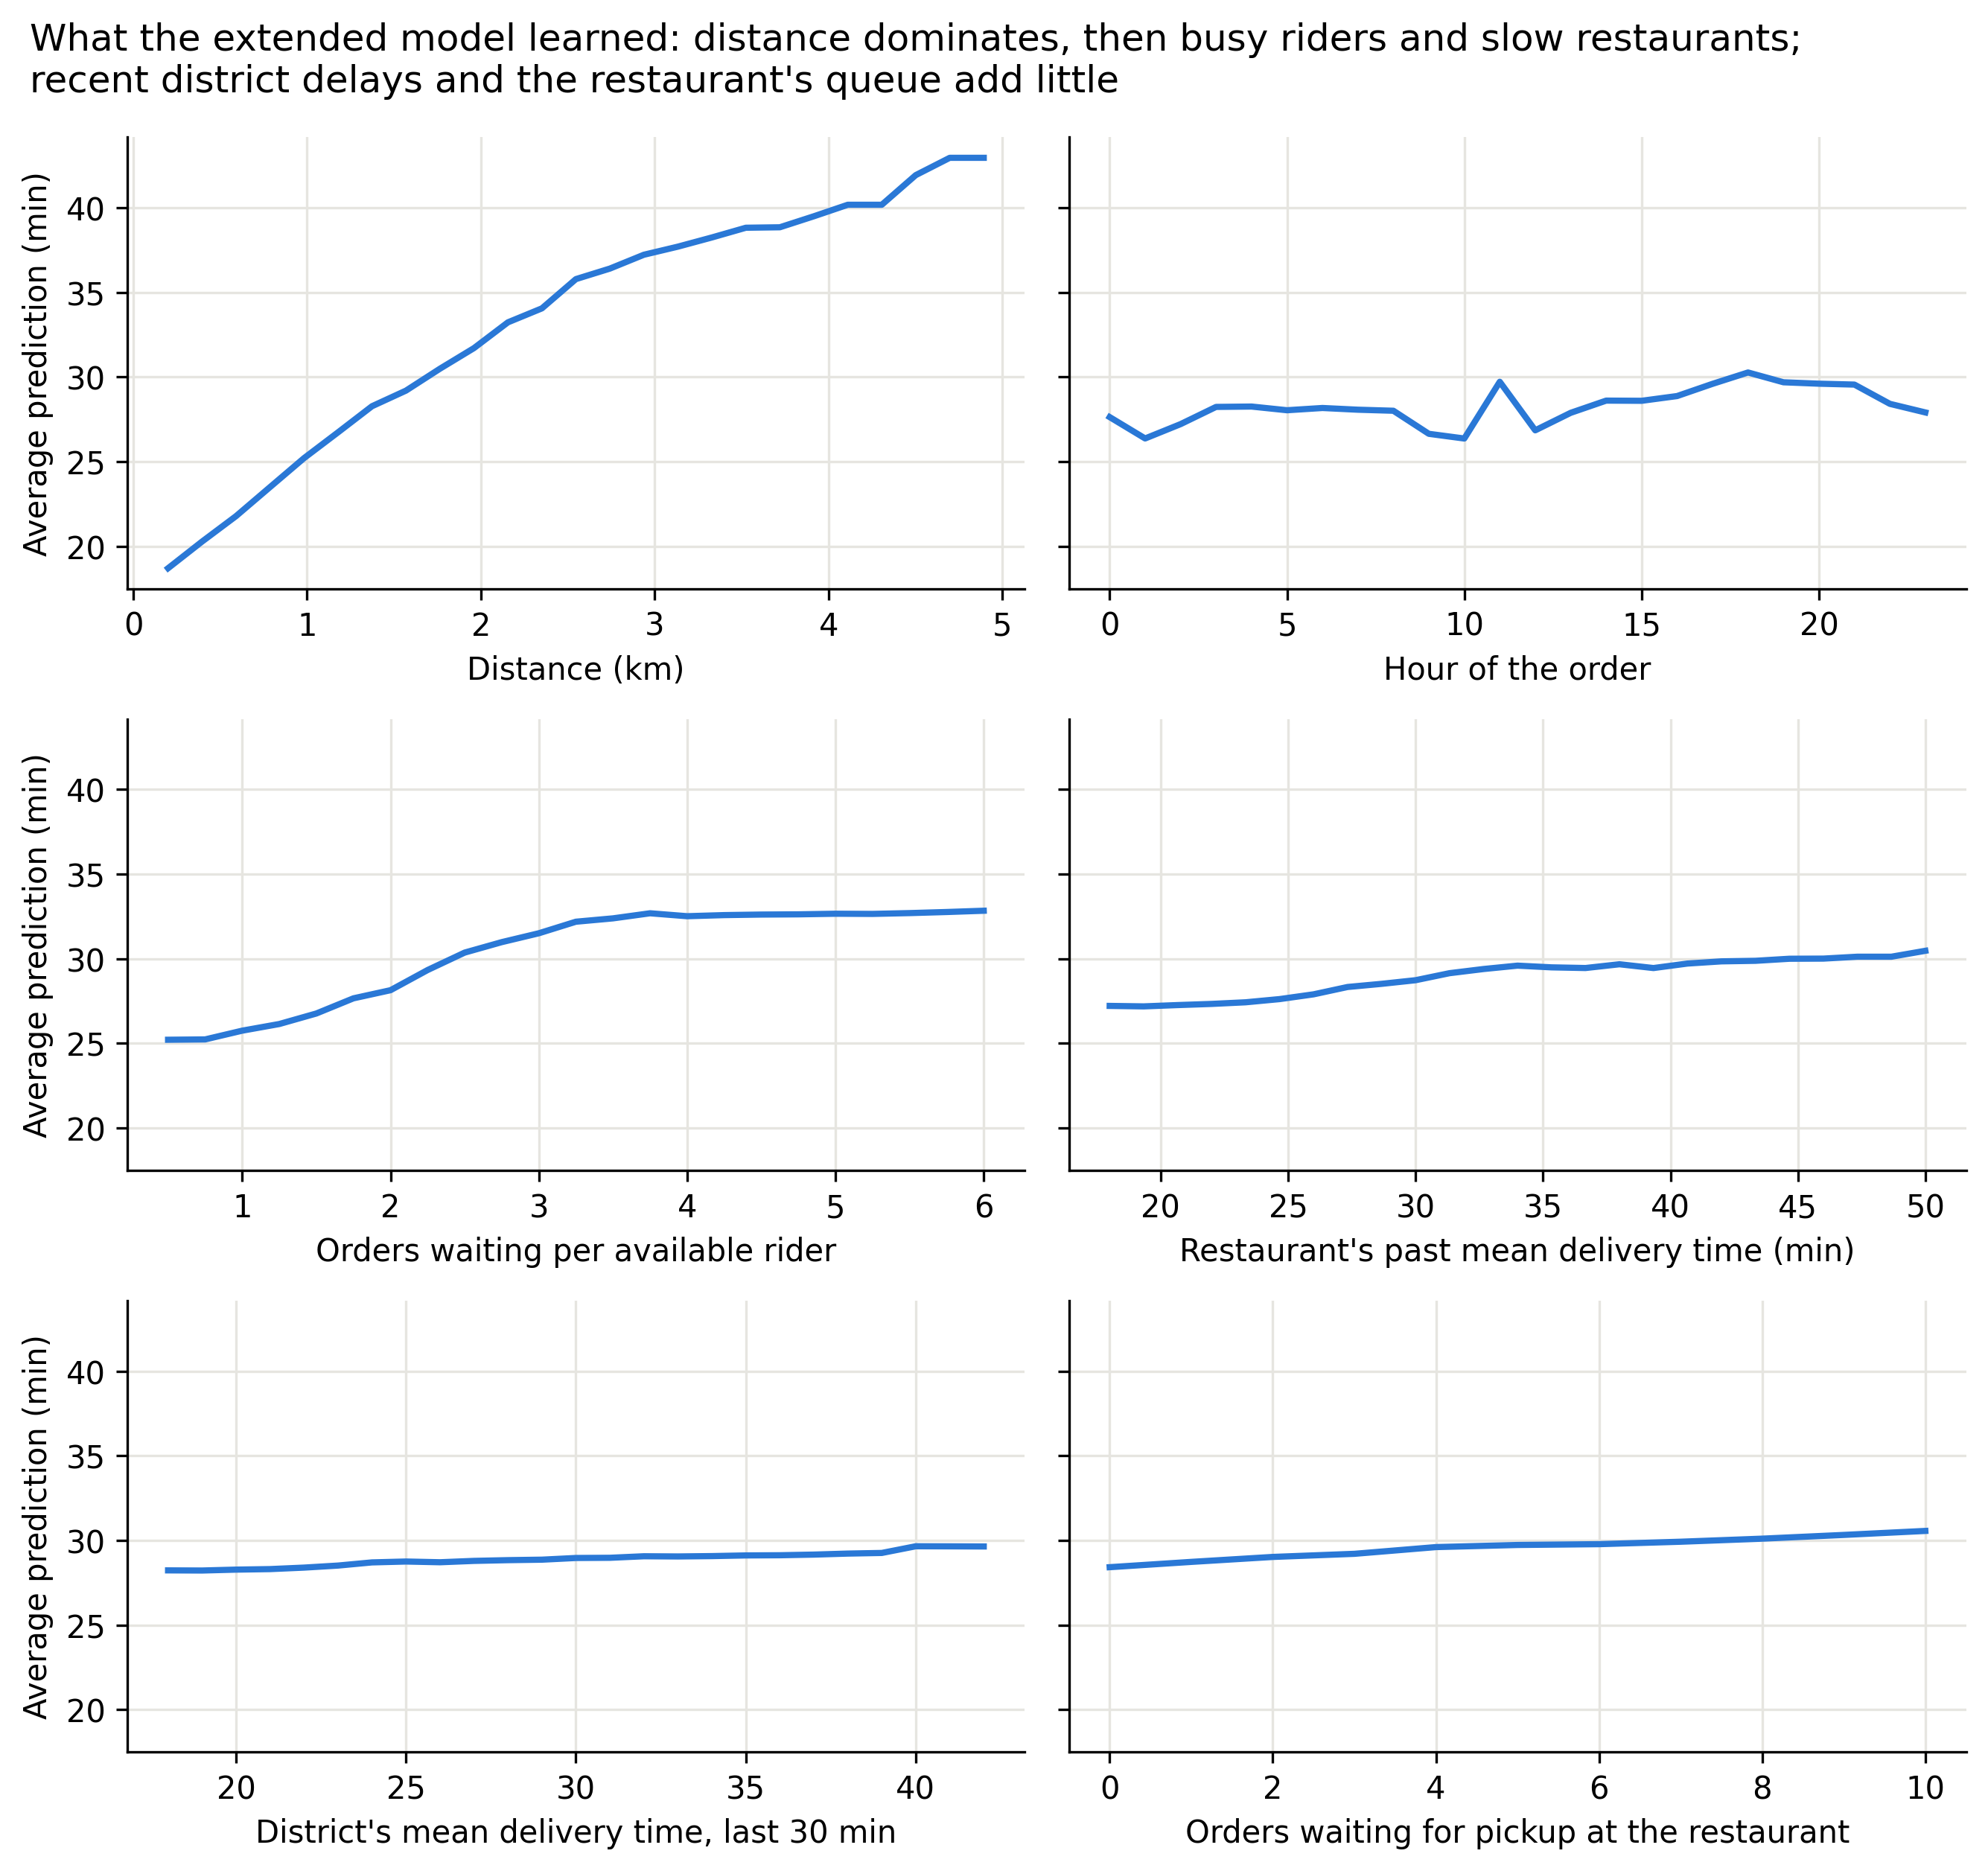 What the extended model learned: distance dominates, then busy riders and slow restaurants;
recent district delays and the restaurant's queue add little
Average prediction (min)
40
35
30
25
20
0 1 2 3 4 5
Distance (km)
0 5 10 15 20
Hour of the order
Average prediction (min)
40
35
30
25
20
1 2 3 4 5 6
Orders waiting per available rider
20 25 30 35 40 45 50
Restaurant's past mean delivery time (min)
Average prediction (min)
40
35
30
25
20
20 25 30 35 40
District's mean delivery time, last 30 min
0 2 4 6 8 10
Orders waiting for pickup at the restaurant